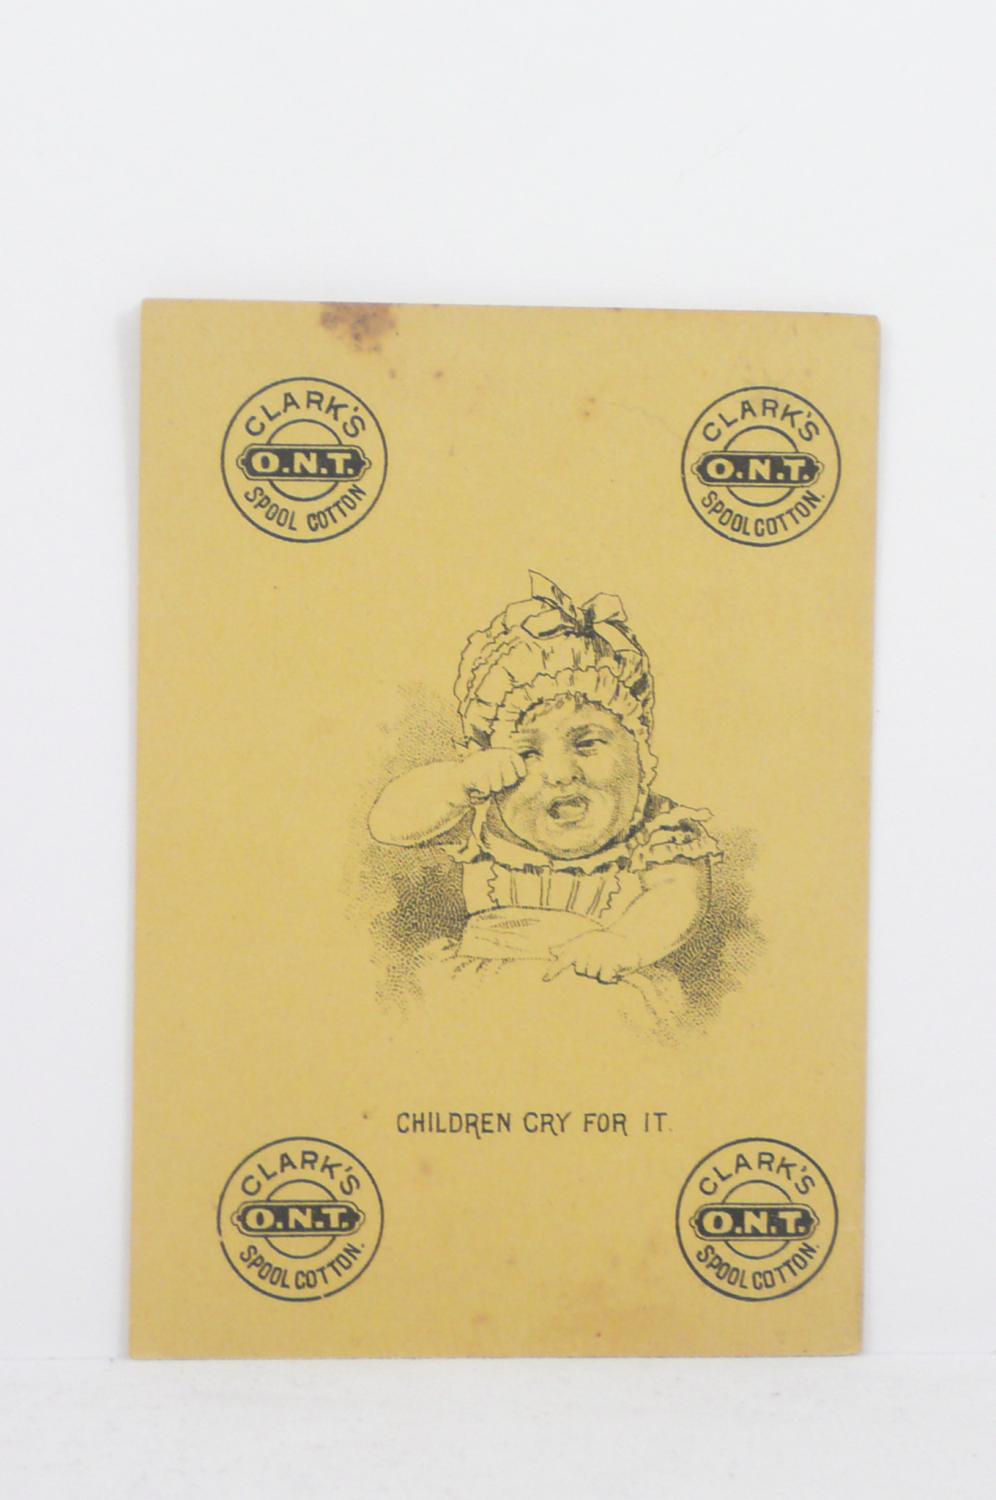 CLARK'S
O.N.T.
SPOOL COTTON
CLARK'S
O.N.T.
SPOOL COTTON.
CHILDREN CRY FOR IT.
CLARK'S
O.N.T.
SPOOL COTTON.
CLARK'S
O.N.T.
SPOOL COTTON.